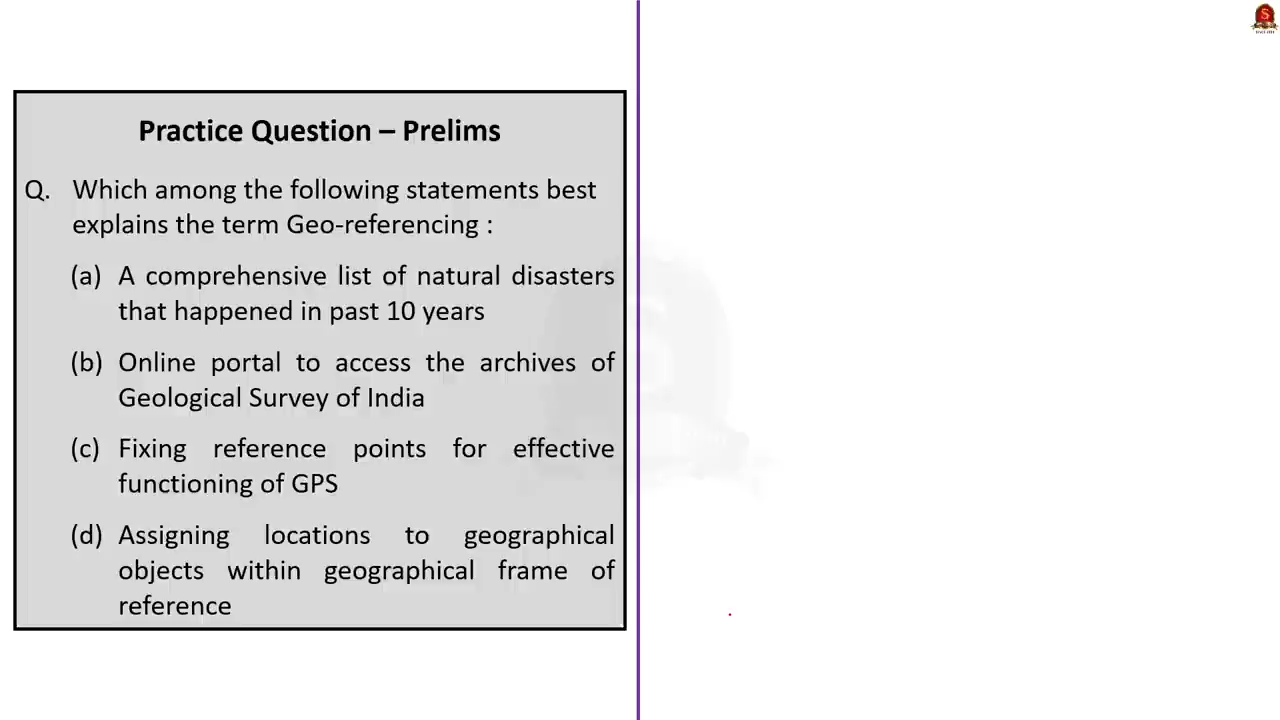 Practice Question – Prelims
Q. Which among the following statements best
explains the term Geo-referencing :
(a) A comprehensive list of natural disasters
that happened in past 10 years
(b) Online portal to access the archives of
Geological Survey of India
(c) Fixing reference points for effective
functioning of GPS
(d) Assigning locations to geographical
objects within geographical frame of
reference
S